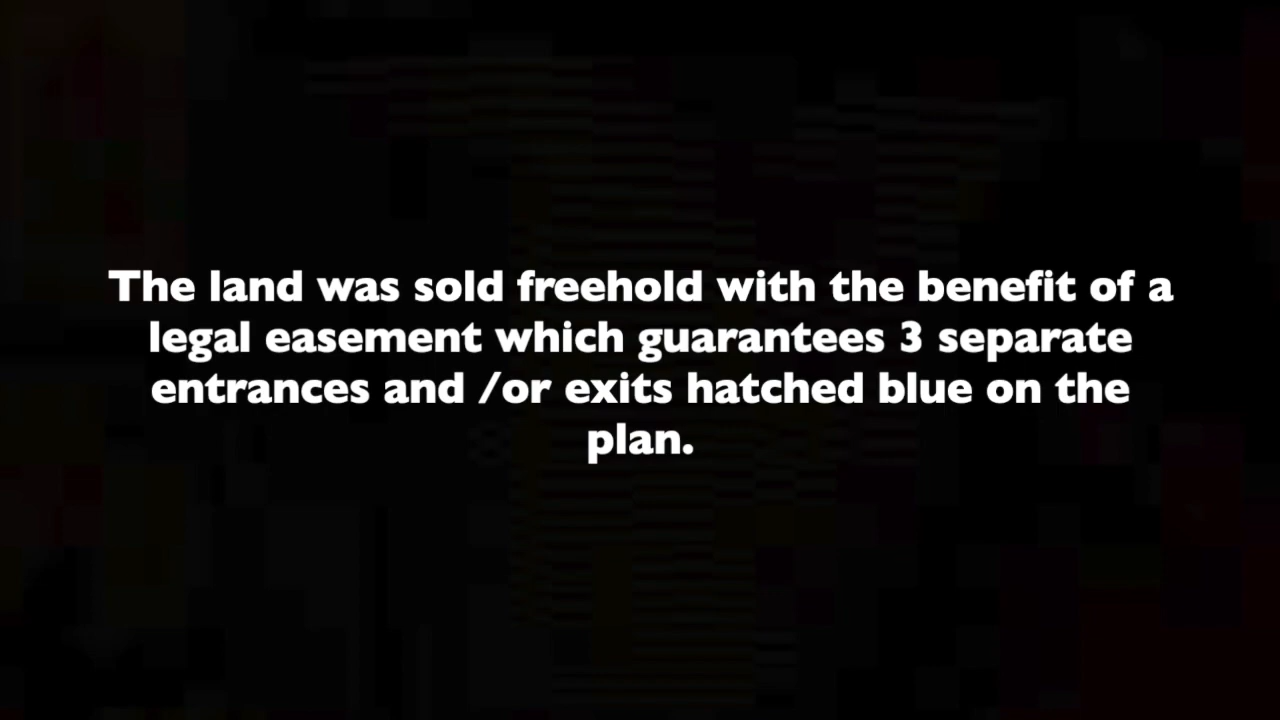 The land was sold freehold with the benefit of a
legal easement which guarantees 3 separate
entrances and /or exits hatched blue on the
plan.